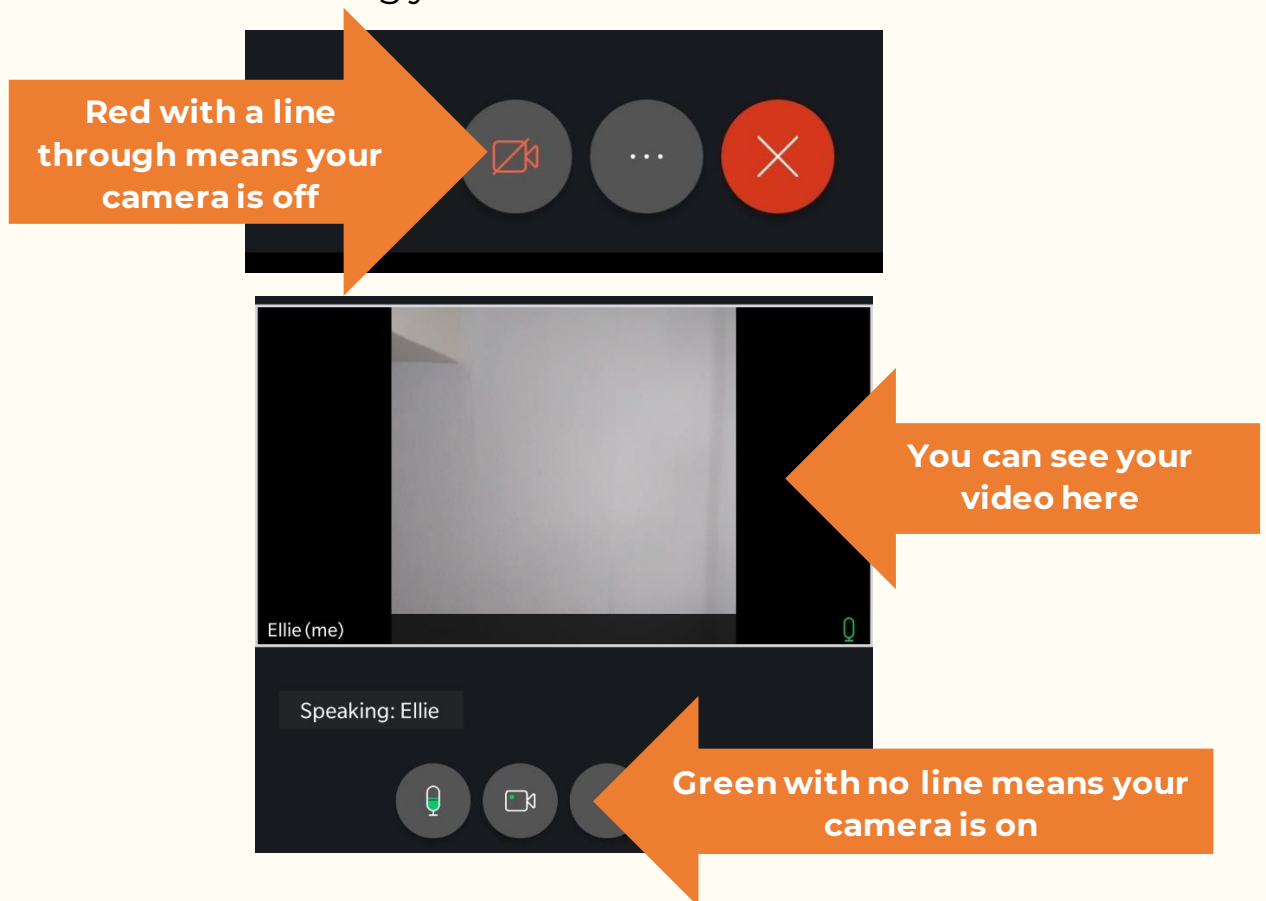 Red with a line
through means your
camera is off
You can see your
video here
Ellie (me)
Speaking: Ellie
Green with no line means your
camera is on